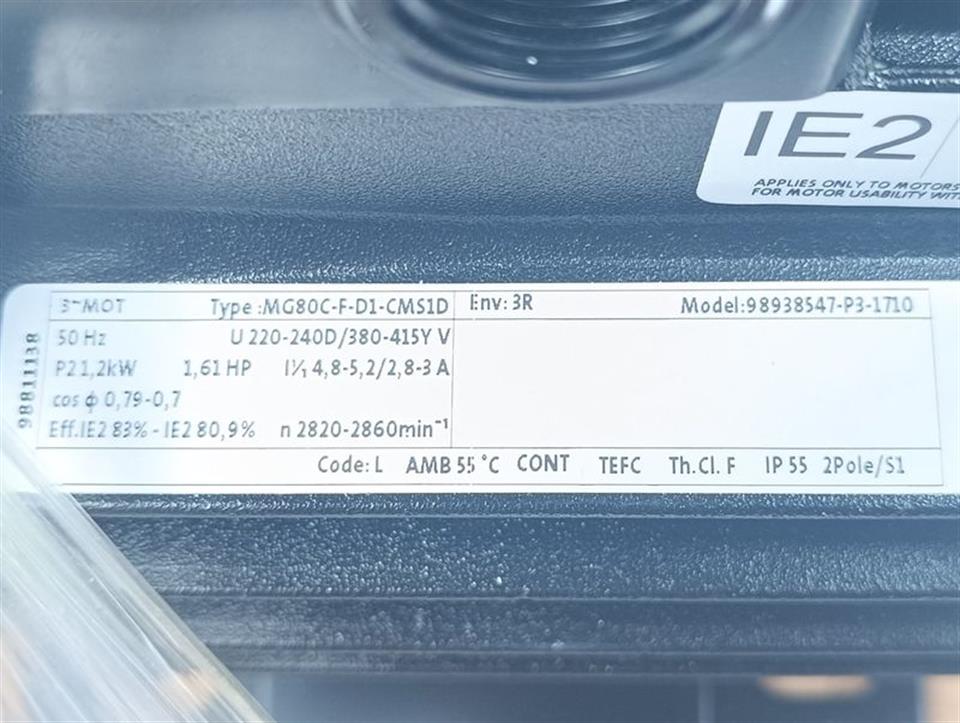 IE2
APPLIES ONLY TO MOTORS
FOR MOTOR USABILITY WIT
3~MOT Type :MG80C-F-D1-CMS1D Env: 3R Model:98938547-P3-1710
50 Hz U 220-240D/380-415Y V
P2 1,2kW 1,61 HP I1/1 4,8-5,2/2,8-3 A
cos ϕ 0,79-0,7
Eff.IE2 83% - IE2 80,9% n 2820-2860min⁻¹
Code: L AMB 55 °C CONT TEFC Th.Cl. F IP 55 2Pole/S1
98811138